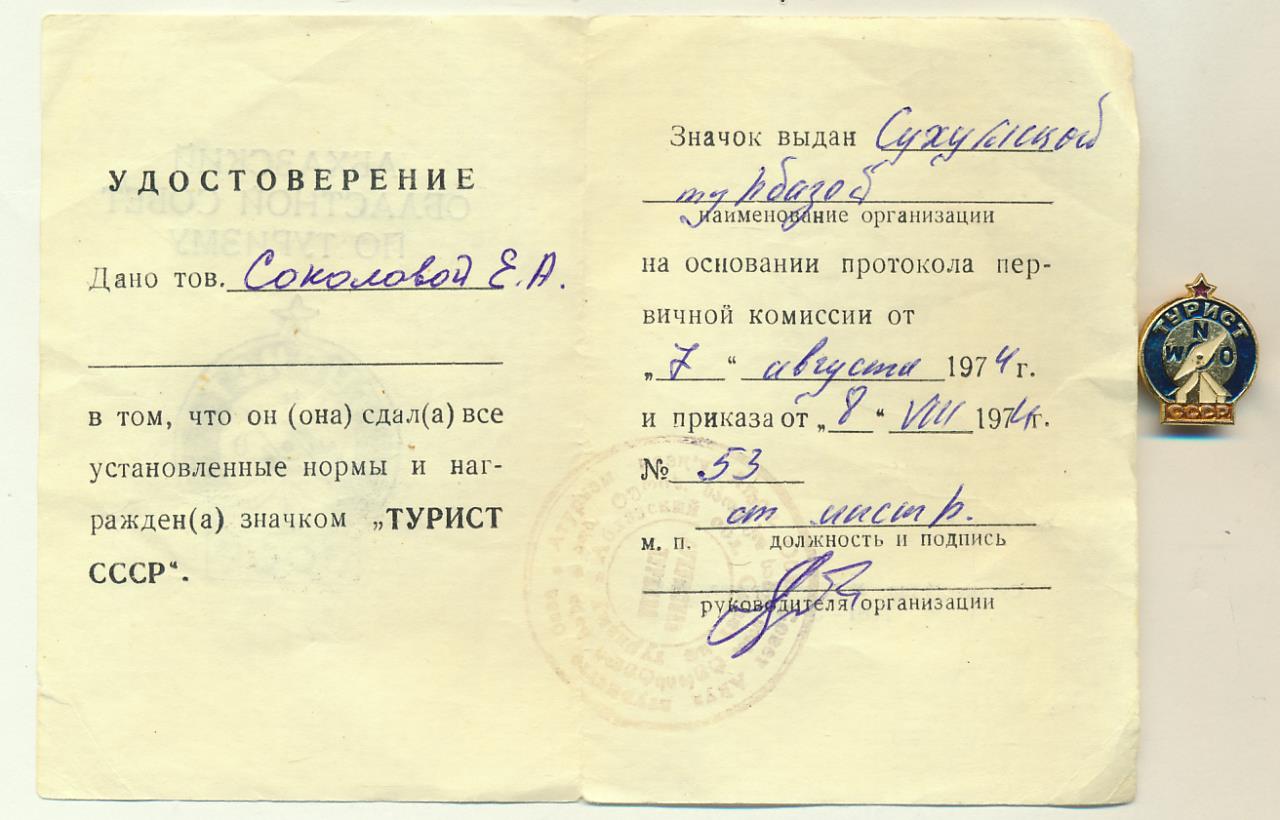 УДОСТОВЕРЕНИЕ
Дано тов. Соколовой Е.А.
в том, что он (она) сдал(а) все
установленные нормы и наг-
ражден(а) значком „ТУРИСТ
СССР“.
Значок выдан Сухумской
турбазой
наименование организации
на основании протокола пер-
вичной комиссии от
„7“ августа 1974 г.
и приказа от „8“ VIII 1974г.
№ 53
ст инстр.
м. п. должность и подпись
руководителя организации
ТУРИСТ
N
W O
СССР